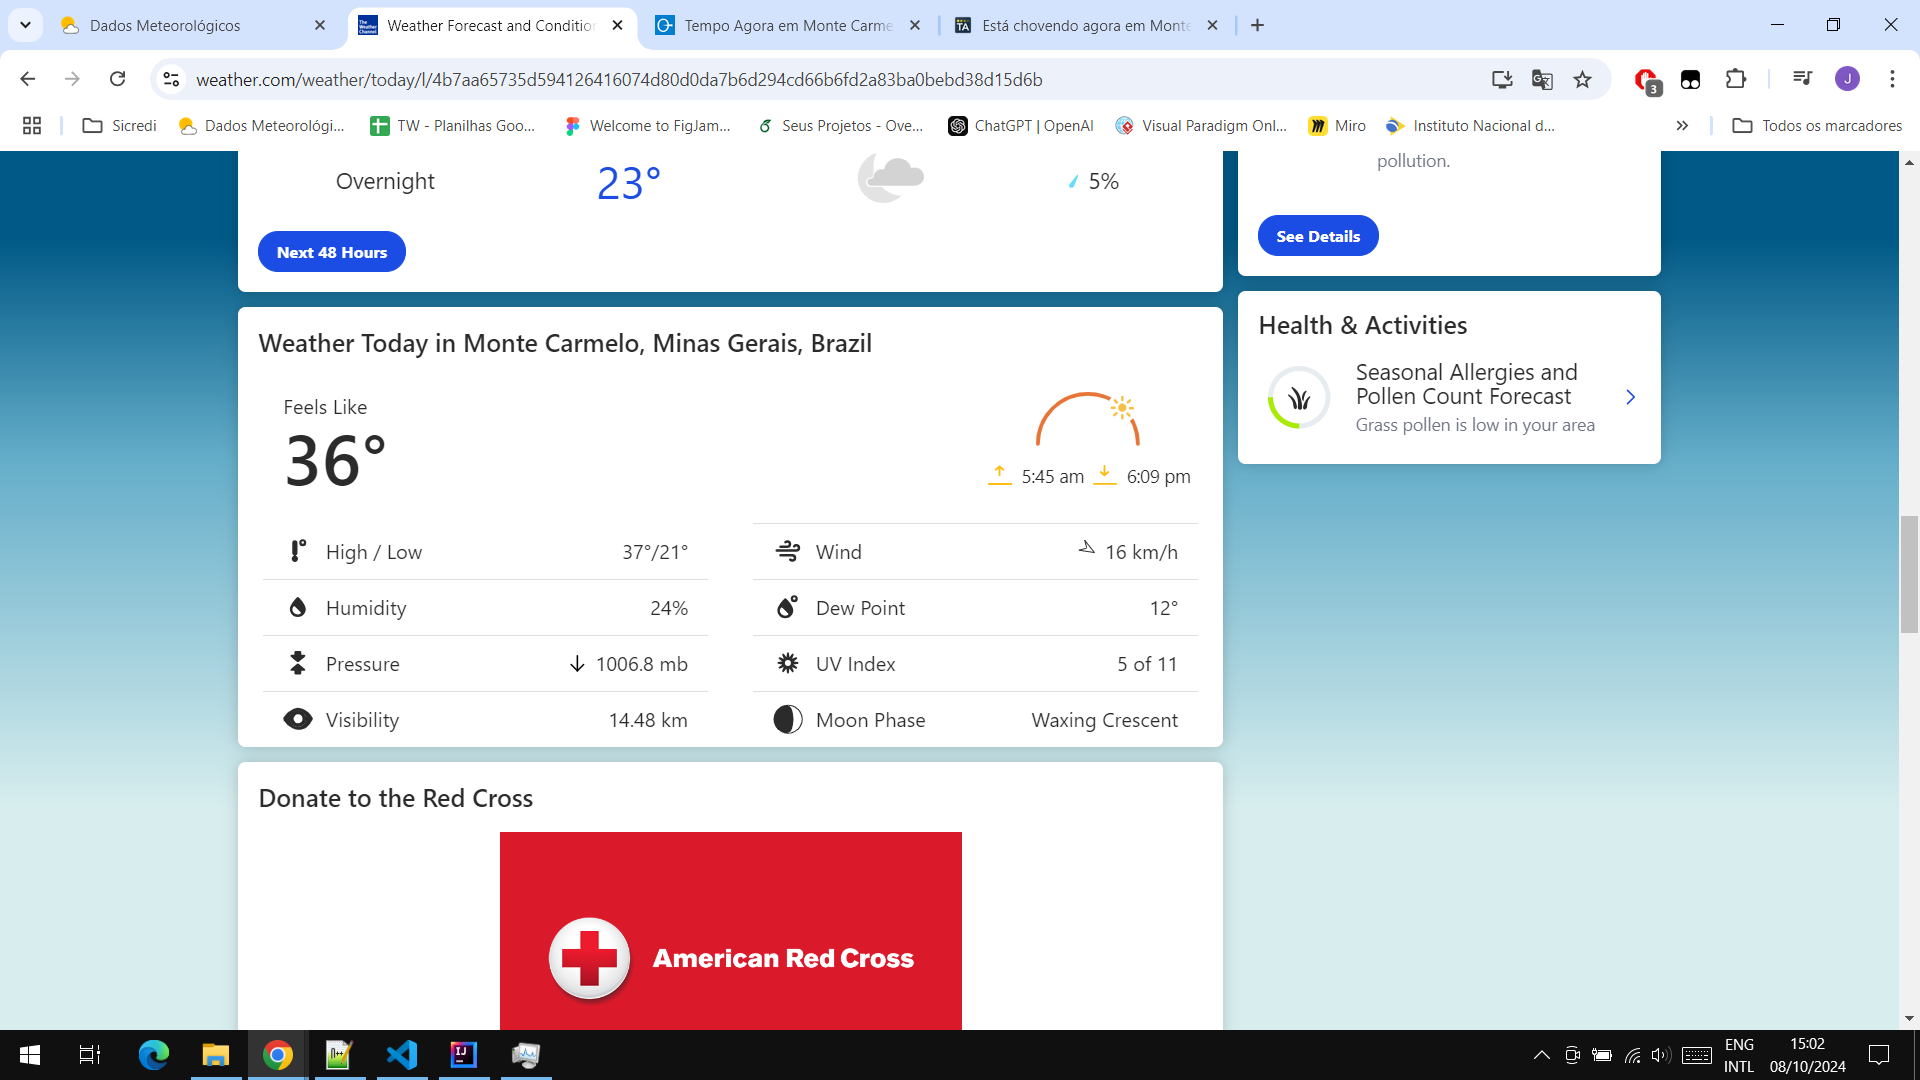 Dados Meteorológicos
Weather Forecast and Condition
Tempo Agora em Monte Carme
Está chovendo agora em Monte
weather.com/weather/today/l/4b7aa65735d594126416074d80d0da7b6d294cd66b6fd2a83ba0bebd38d15d6b
3
J
Sicredi
Dados Meteorológi...
TW - Planilhas Goo...
Welcome to FigJam...
Seus Projetos - Ove...
ChatGPT | OpenAI
Visual Paradigm Onl...
Miro
Instituto Nacional d...
Todos os marcadores
Overnight
23°
5%
Next 48 Hours
pollution.
See Details
Weather Today in Monte Carmelo, Minas Gerais, Brazil
Feels Like
36°
5:45 am
6:09 pm
High / Low
37°/21°
Wind
16 km/h
Humidity
24%
Dew Point
12°
Pressure
1006.8 mb
UV Index
5 of 11
Visibility
14.48 km
Moon Phase
Waxing Crescent
Health & Activities
Seasonal Allergies and
Pollen Count Forecast
Grass pollen is low in your area
Donate to the Red Cross
American Red Cross
ENG
INTL
15:02
08/10/2024